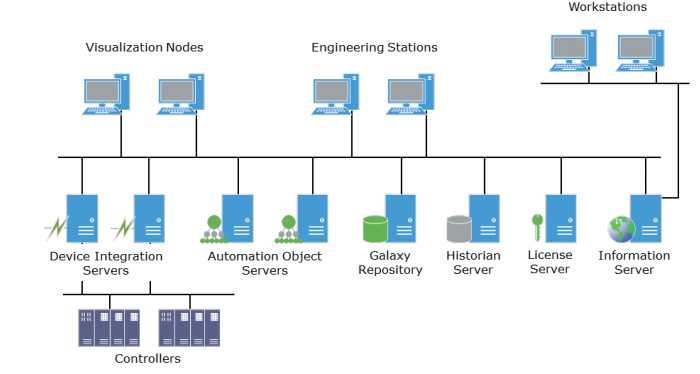 Workstations
Visualization Nodes
Engineering Stations
Device Integration
Servers
Automation Object
Servers
Galaxy
Repository
Historian
Server
License
Server
Information
Server
Controllers